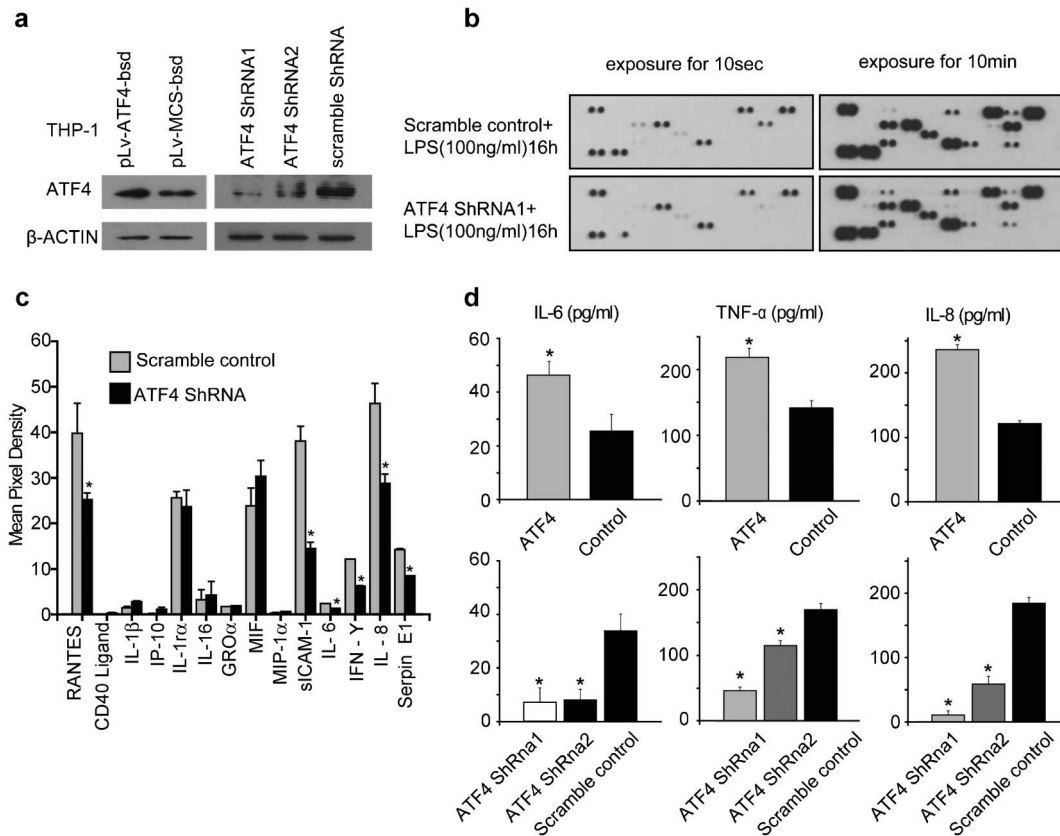 a
THP-1
pLv-ATF4-bsd
pLv-MCS-bsd
ATF4 ShRNA1
ATF4 ShRNA2
scramble ShRNA
ATF4
β-ACTIN
b
exposure for 10sec
exposure for 10min
Scramble control+
LPS(100ng/ml)16h
ATF4 ShRNA1+
LPS(100ng/ml)16h
c
Mean Pixel Density
60
50
40
30
20
10
0
Scramble control
ATF4 ShRNA
*
*
*
*
*
*
RANTES
CD40 Ligand
IL-1β
IP-10
IL-1rα
IL-16
GROα
MIF
MIP-1α
sICAM-1
IL- 6
IFN - Y
IL - 8
Serpin E1
d
IL-6 (pg/ml)
60
40
20
0
*
ATF4
Control
TNF-α (pg/ml)
200
100
0
*
ATF4
Control
IL-8 (pg/ml)
200
100
0
*
ATF4
Control
60
40
20
0
*
*
ATF4 ShRna1
ATF4 ShRna2
Scramble control
200
100
0
*
*
ATF4 ShRna1
ATF4 ShRna2
Scramble control
200
100
0
*
*
ATF4 ShRna1
ATF4 ShRna2
Scramble control